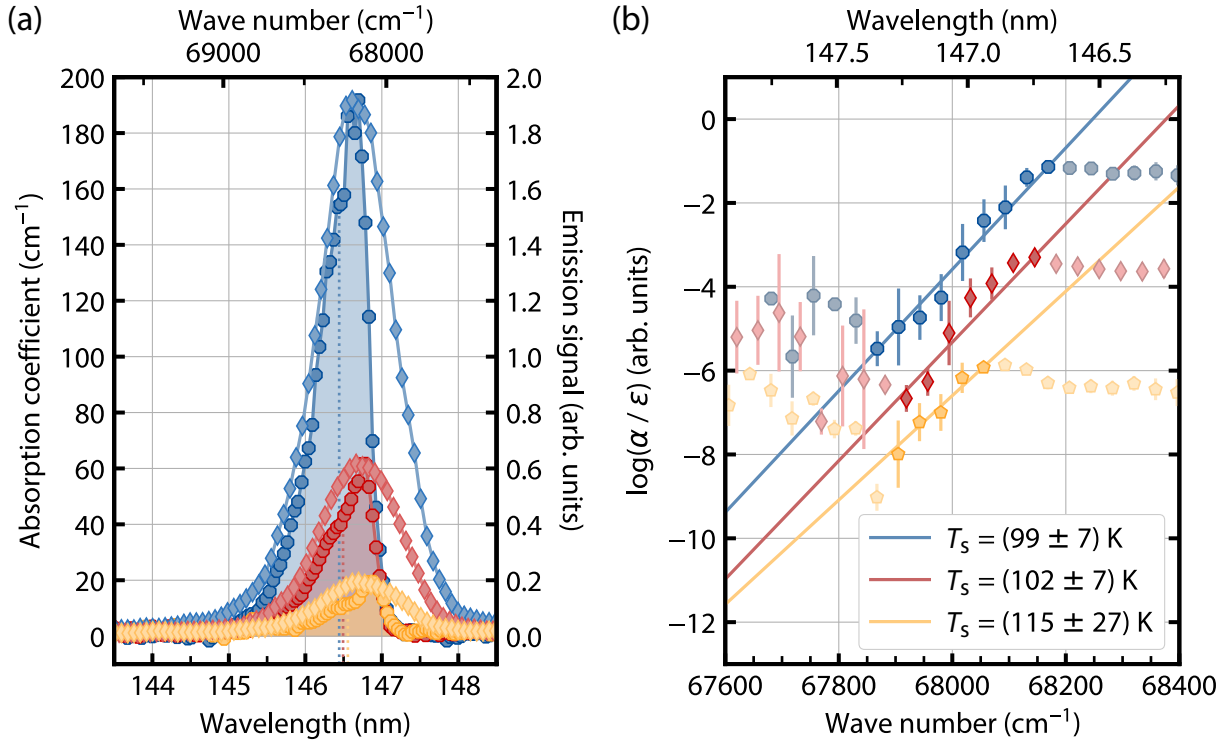 (a)
Wave number (cm⁻¹)
69000 68000
200
180
160
140
120
100
80
60
40
20
0
Absorption coefficient (cm⁻¹)
2.0
1.8
1.6
1.4
1.2
1.0
0.8
0.6
0.4
0.2
0.0
Emission signal (arb. units)
144 145 146 147 148
Wavelength (nm)
(b)
Wavelength (nm)
147.5 147.0 146.5
0
−2
−4
−6
−8
−10
−12
log(α / ε) (arb. units)
Tₛ = (99 ± 7) K
Tₛ = (102 ± 7) K
Tₛ = (115 ± 27) K
67600 67800 68000 68200 68400
Wave number (cm⁻¹)